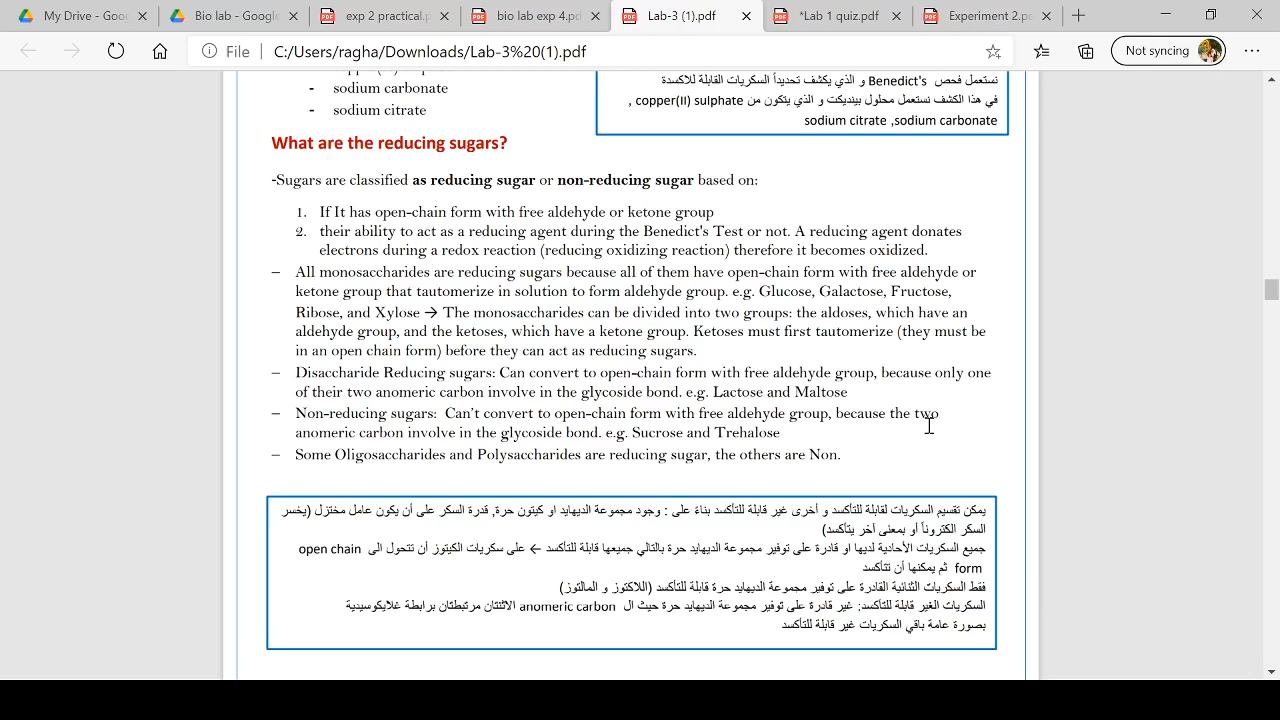 My Drive - Goo
Bio lab - Google
exp 2 practical.p
bio lab exp 4.pd
Lab-3 (1).pdf
*Lab 1 quiz.pdf
Experiment 2.pd
File
C:/Users/ragha/Downloads/Lab-3%20(1).pdf
Not syncing
- sodium carbonate
- sodium citrate
نستعمل فحص Benedict's و الذي يكشف تحديداً السكريات القابلة للأكسدة
في هذا الكشف نستعمل محلول بينديكت و الذي يتكون من copper(II) sulphate ,
sodium citrate ,sodium carbonate
What are the reducing sugars?
-Sugars are classified as reducing sugar or non-reducing sugar based on:
1. If It has open-chain form with free aldehyde or ketone group
2. their ability to act as a reducing agent during the Benedict's Test or not. A reducing agent donates
electrons during a redox reaction (reducing oxidizing reaction) therefore it becomes oxidized.
– All monosaccharides are reducing sugars because all of them have open-chain form with free aldehyde or
ketone group that tautomerize in solution to form aldehyde group. e.g. Glucose, Galactose, Fructose,
Ribose, and Xylose → The monosaccharides can be divided into two groups: the aldoses, which have an
aldehyde group, and the ketoses, which have a ketone group. Ketoses must first tautomerize (they must be
in an open chain form) before they can act as reducing sugars.
– Disaccharide Reducing sugars: Can convert to open-chain form with free aldehyde group, because only one
of their two anomeric carbon involve in the glycoside bond. e.g. Lactose and Maltose
– Non-reducing sugars: Can't convert to open-chain form with free aldehyde group, because the two
anomeric carbon involve in the glycoside bond. e.g. Sucrose and Trehalose
– Some Oligosaccharides and Polysaccharides are reducing sugar, the others are Non.
يمكن تقسيم السكريات لقابلة للتأكسد و أخرى غير قابلة للتأكسد بناءً على : وجود مجموعة الديهايد او كيتون حرة, قدرة السكر على أن يكون عامل مختزل (يخسر
السكر الكتروناً أو بمعنى آخر يتأكسد)
جميع السكريات الأحادية لديها او قادرة على توفير مجموعة الديهايد حرة بالتالي جميعها قابلة للتأكسد ← على سكريات الكيتوز أن تتحول الى open chain
form ثم يمكنها أن تتأكسد
فقط السكريات الثنائية القادرة على توفير مجموعة الديهايد حرة قابلة للتأكسد (اللاكتوز و المالتوز)
السكريات الغير قابلة للتأكسد: غير قادرة على توفير مجموعة الديهايد حرة حيث ال anomeric carbon الاثنتان مرتبطتان برابطة غلايكوسيدية
بصورة عامة باقي السكريات غير قابلة للتأكسد